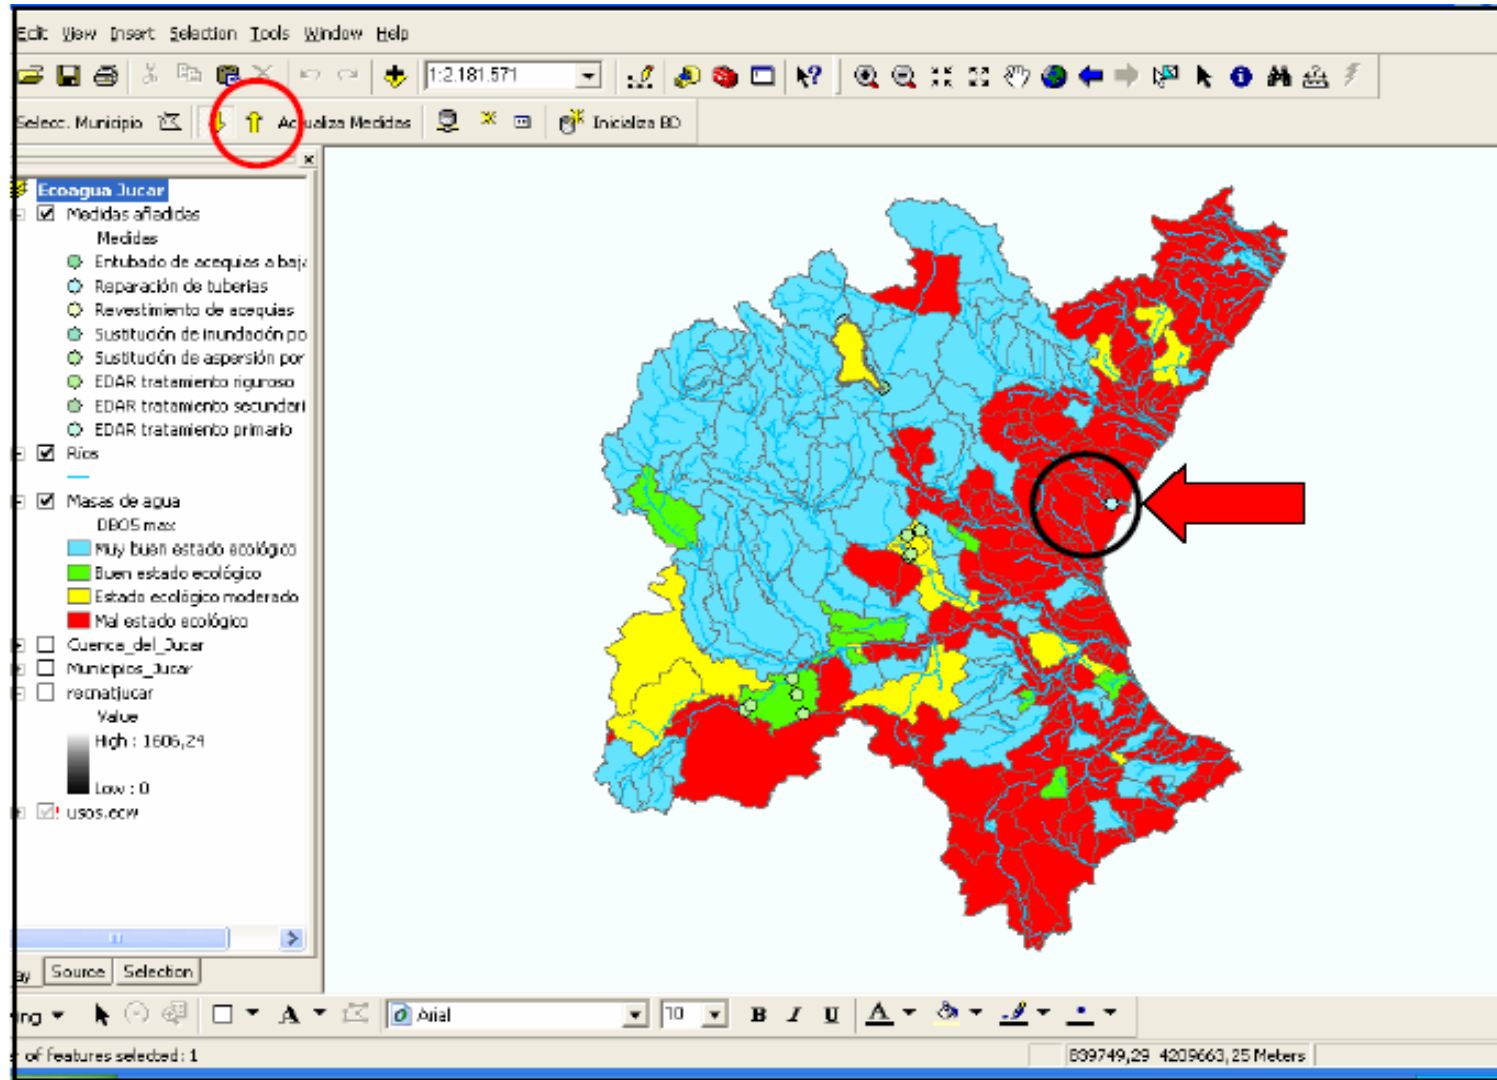 Edit View Insert Selection Tools Window Help
1:2.181.571
Selecc. Municipio Actualiza Medidas Inicializa BD
Ecoagua Jucar
Medidas añadidas
Medidas
Entubado de acequias a baja
Reparación de tuberías
Revestimiento de acequias
Sustitución de inundación po
Sustitución de aspersión por
EDAR tratamiento riguroso
EDAR tratamiento secundari
EDAR tratamiento primario
Ríos
Masas de agua
DBO5 max
Muy buen estado ecológico
Buen estado ecológico
Estado ecológico moderado
Mal estado ecológico
Cuenca_del_Jucar
Municipios_Jucar
recnatjucar
Value
High : 1606,24
Low : 0
usos.ecw
ay Source Selection
ing A Arial 10 B I U A
r of features selected: 1
839749,29 4209663,25 Meters